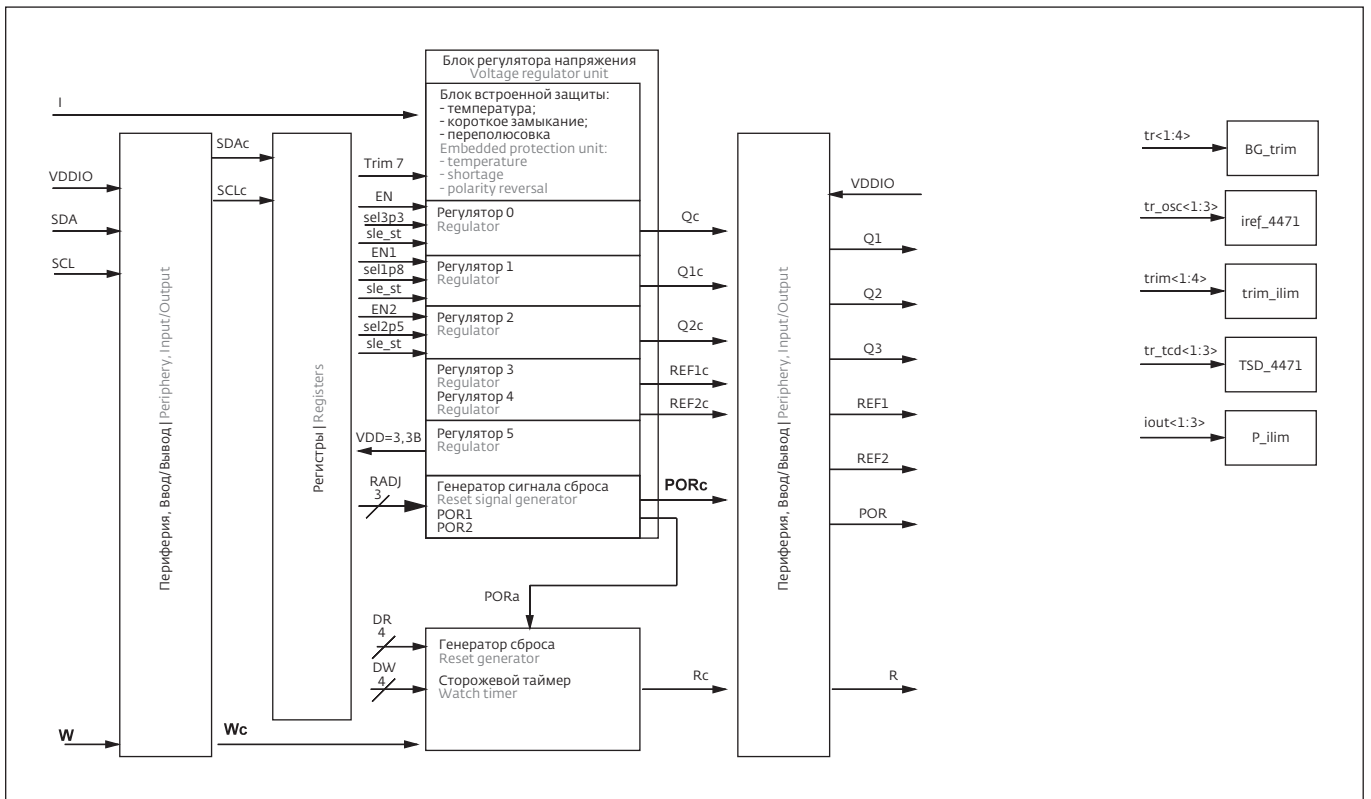 I
VDDIO
SDA
SCL
W
Периферия, Ввод/Вывод | Periphery, Input/Output
SDAc
SCLc
Wc
Регистры | Registers
Trim 7
EN
sel3p3
sle_st
EN1
sel1p8
sle_st
EN2
sel2p5
sle_st
VDD=3,3В
RADJ
3
DR
4
DW
4
Блок регулятора напряжения
Voltage regulator unit
Блок встроенной защиты:
- температура;
- короткое замыкание;
- переполюсовка
Embedded protection unit:
- temperature
- shortage
- polarity reversal
Регулятор 0
Regulator
Регулятор 1
Regulator
Регулятор 2
Regulator
Регулятор 3
Regulator
Регулятор 4
Regulator
Регулятор 5
Regulator
Генератор сигнала сброса
Reset signal generator
POR1
POR2
PORa
Генератор сброса
Reset generator
Сторожевой таймер
Watch timer
Qc
Q1c
Q2c
REF1c
REF2c
PORc
Rc
Периферия, Ввод/Вывод | Periphery, Input/Output
VDDIO
Q1
Q2
Q3
REF1
REF2
POR
R
tr<1:4>
BG_trim
tr_osc<1:3>
iref_4471
trim<1:4>
trim_ilim
tr_tcd<1:3>
TSD_4471
iout<1:3>
P_ilim